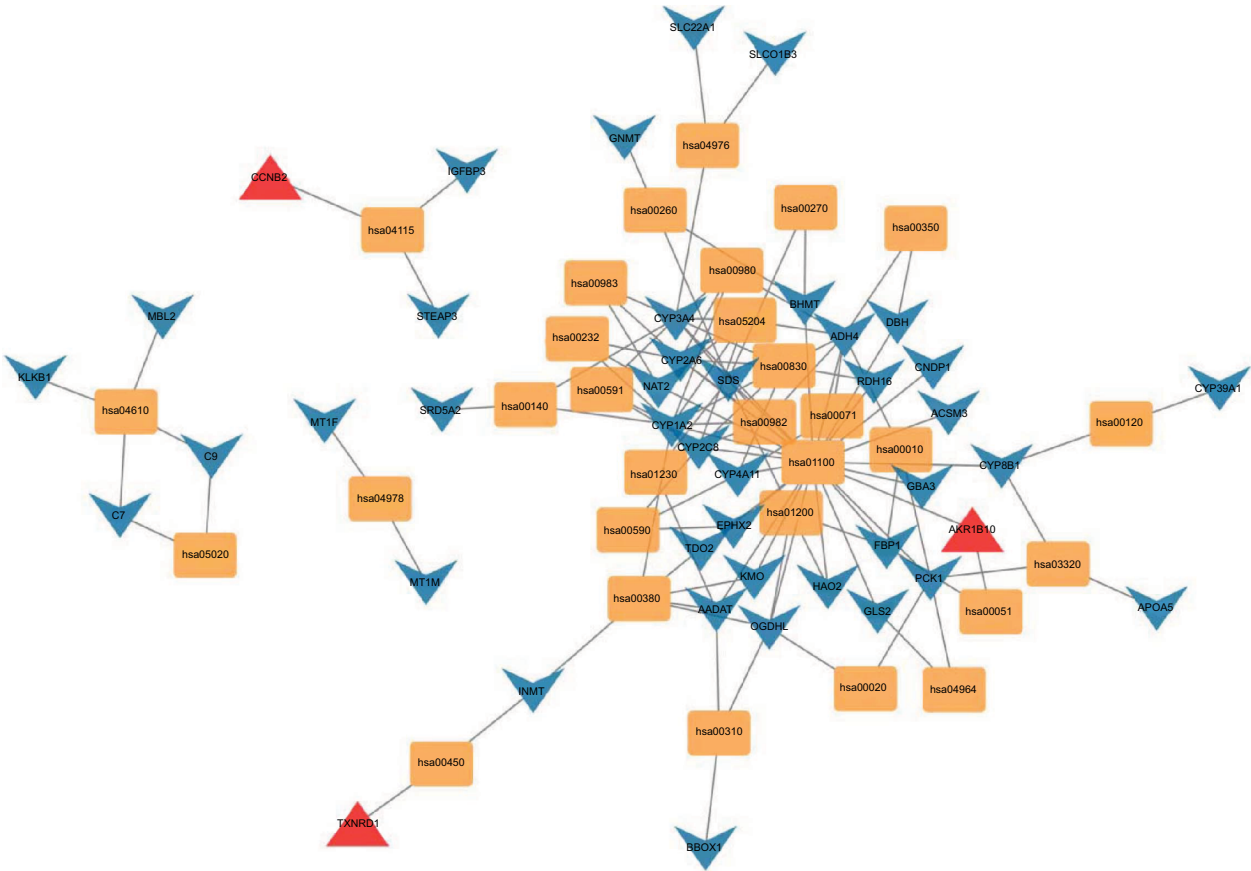 SLC22A1
SLCO1B3
GNMT
hsa04976
CCNB2
IGFBP3
hsa00260
hsa00270
hsa04115
hsa00350
hsa00980
hsa00983
BHMT
MBL2
STEAP3
CYP3A4
hsa05204
DBH
ADH4
hsa00232
CYP2A6
hsa00830
CNDP1
KLKB1
SDS
RDH16
NAT2
hsa00591
CYP39A1
SRD5A2
hsa00140
hsa04610
MT1F
CYP1A2
hsa00982
hsa00071
ACSM3
hsa00120
CYP2C8
hsa00010
C9
hsa01100
CYP8B1
hsa01230
CYP4A11
GBA3
hsa04978
C7
hsa01200
hsa00590
EPHX2
AKR1B10
hsa05020
TDO2
FBP1
hsa03320
MT1M
KMO
HAO2
PCK1
hsa00380
AADAT
GLS2
hsa00051
APOA5
OGDHL
INMT
hsa00020
hsa04964
hsa00310
hsa00450
TXNRD1
BBOX1